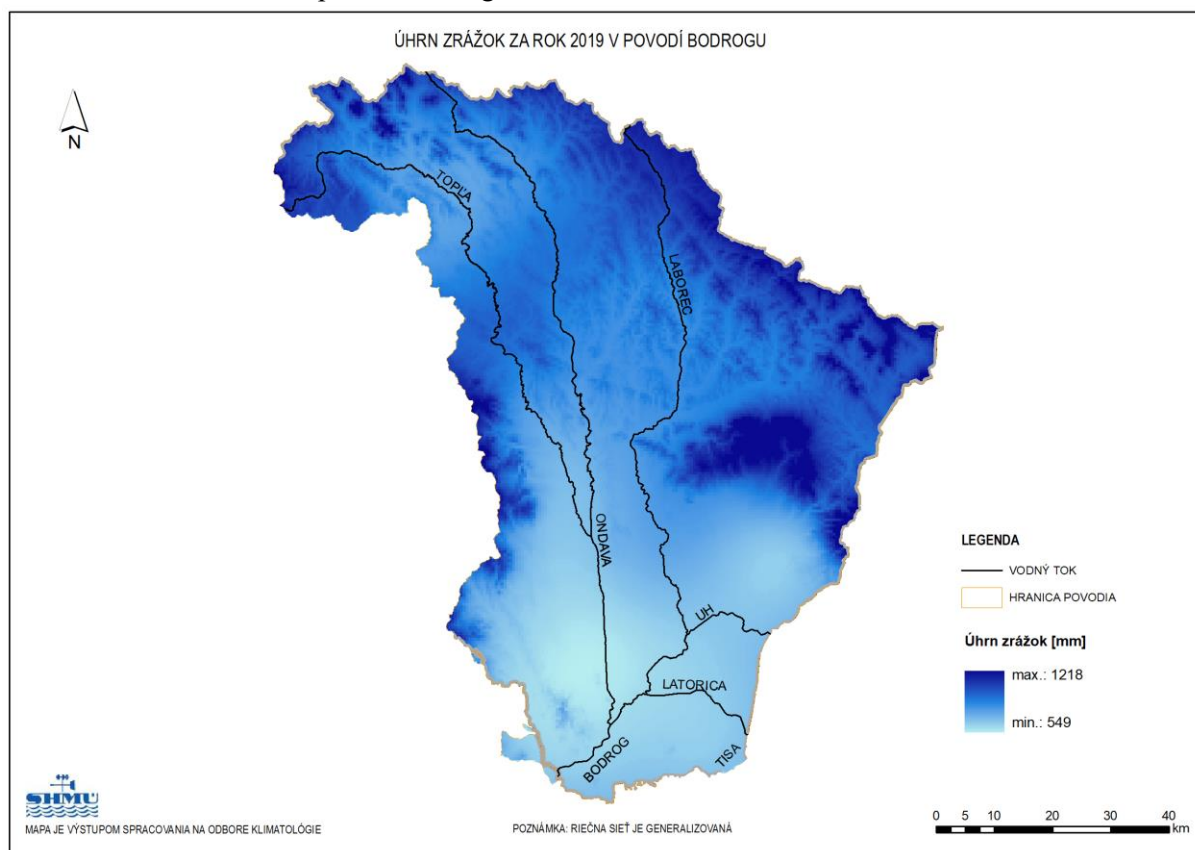 ÚHRN ZRÁŽOK ZA ROK 2019 V POVODÍ BODROGU
N
TOPĽA
LABOREC
ONDAVA
UH
LATORICA
BODROG
TISA
LEGENDA
VODNÝ TOK
HRANICA POVODIA
Úhrn zrážok [mm]
max.: 1218
min.: 549
SHMÚ
MAPA JE VÝSTUPOM SPRACOVANIA NA ODBORE KLIMATOLÓGIE
POZNÁMKA: RIEČNA SIEŤ JE GENERALIZOVANÁ
0 5 10 20 30 40
km